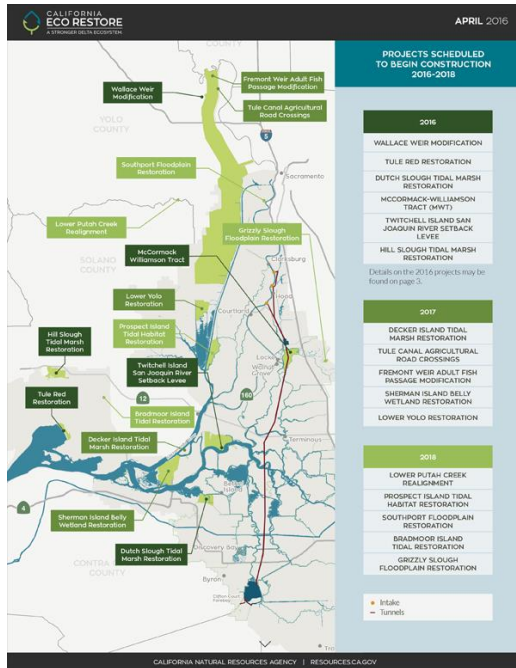 CALIFORNIA
ECO RESTORE
A STRONGER DELTA ECOSYSTEM
APRIL 2016
COUNTY
Fremont Weir Adult Fish
Passage Modification
Wallace Weir
Modification
Tule Canal Agricultural
Road Crossings
YOLO
COUNTY
5
Southport Floodplain
Restoration
Sacramento
Lower Putah Creek
Realignment
Grizzly Slough
Floodplain Restoration
SOLANO
COUNTY
McCormack
Williamson Tract
Clarksburg
Hood
Lower Yolo
Restoration
Courtland
Prospect Island
Tidal Habitat
Restoration
Hill Slough
Tidal Marsh
Restoration
Locke
Walnut
Grove
Twitchell Island
San Joaquin River
Setback Levee
Tule Red
Restoration
12
160
Bradmoor Island
Tidal Restoration
Decker Island Tidal
Marsh Restoration
Terminous
Island
Sherman Island Belly
Wetland Restoration
4
Discovery Bay
Dutch Slough Tidal
Marsh Restoration
CONTRA
COUNTY
Byron
Clifton Court
Forebay
PROJECTS SCHEDULED
TO BEGIN CONSTRUCTION
2016-2018
2016
WALLACE WEIR MODIFICATION
TULE RED RESTORATION
DUTCH SLOUGH TIDAL MARSH
RESTORATION
MCCORMACK-WILLIAMSON
TRACT (MWT)
TWITCHELL ISLAND SAN
JOAQUIN RIVER SETBACK
LEVEE
HILL SLOUGH TIDAL MARSH
RESTORATION
Details on the 2016 projects may be
found on page 3.
2017
DECKER ISLAND TIDAL
MARSH RESTORATION
TULE CANAL AGRICULTURAL
ROAD CROSSINGS
FREMONT WEIR ADULT FISH
PASSAGE MODIFICATION
SHERMAN ISLAND BELLY
WETLAND RESTORATION
LOWER YOLO RESTORATION
2018
LOWER PUTAH CREEK
REALIGNMENT
PROSPECT ISLAND TIDAL
HABITAT RESTORATION
SOUTHPORT FLOODPLAIN
RESTORATION
BRADMOOR ISLAND
TIDAL RESTORATION
GRIZZLY SLOUGH
FLOODPLAIN RESTORATION
Intake
Tunnels
CALIFORNIA NATURAL RESOURCES AGENCY | RESOURCES.CA.GOV